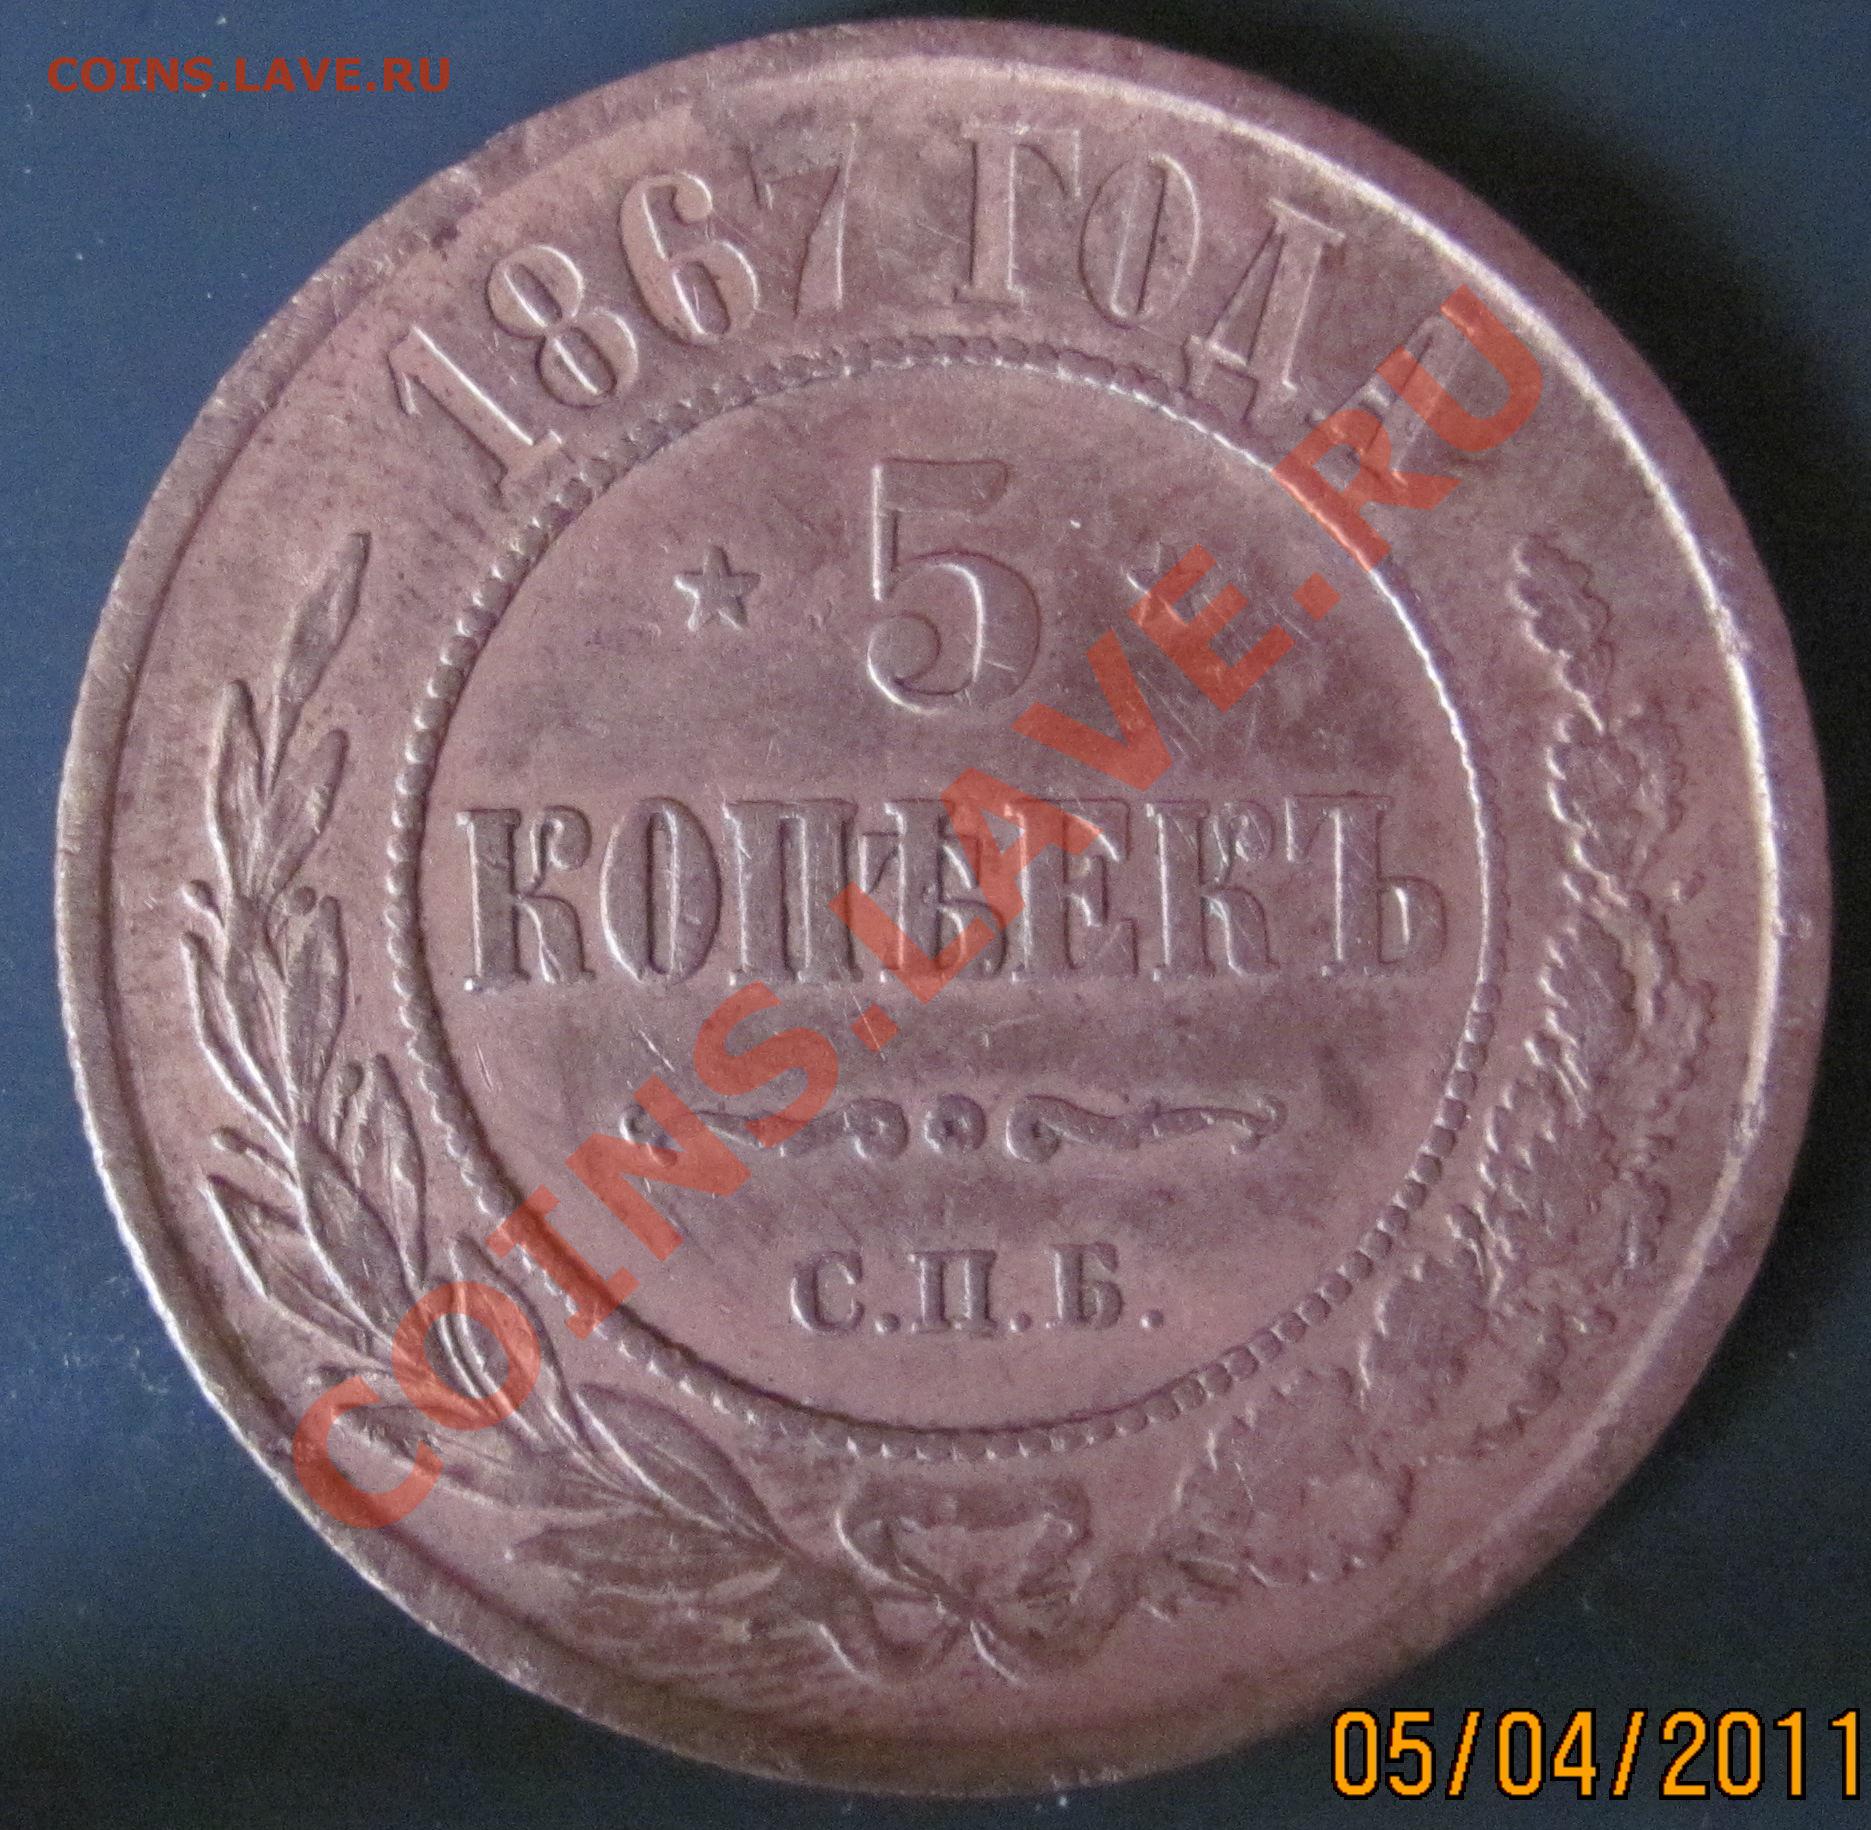 COINS.LAVE.RU
1867 ГОДА
5
КОПѢЕКЪ
С.П.Б.
COINS.LAVE.RU
05/04/2011